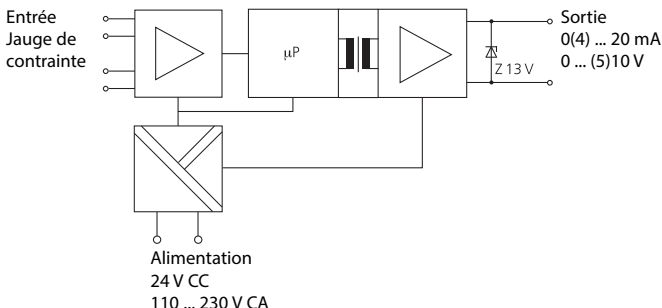 Entrée
Jauge de
contrainte
µP
Z 13 V
Sortie
0(4) ... 20 mA
0 ... (5)10 V
Alimentation
24 V CC
110 ... 230 V CA